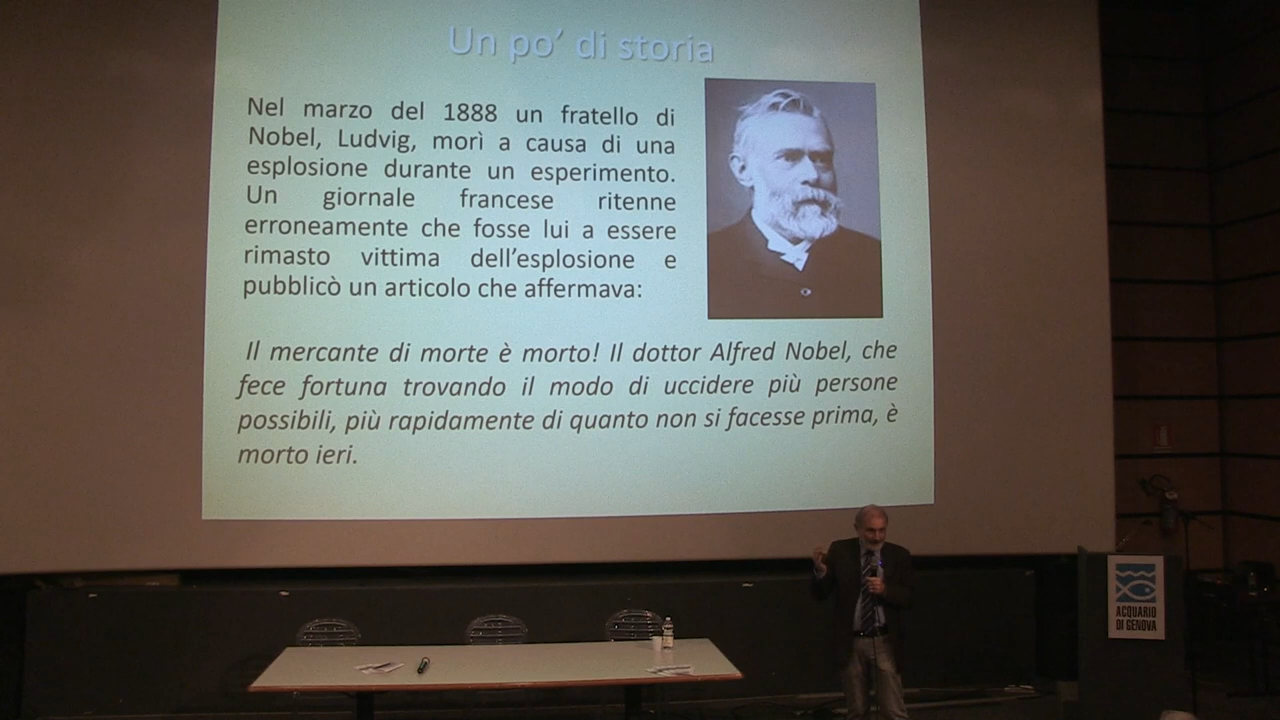 Un po' di storia
Nel marzo del 1888 un fratello di
Nobel, Ludvig, morì a causa di una
esplosione durante un esperimento.
Un giornale francese ritenne
erroneamente che fosse lui a essere
rimasto vittima dell'esplosione e
pubblicò un articolo che affermava:
Il mercante di morte è morto! Il dottor Alfred Nobel, che
fece fortuna trovando il modo di uccidere più persone
possibili, più rapidamente di quanto non si facesse prima, è
morto ieri.
ACQUARIO
DI GENOVA